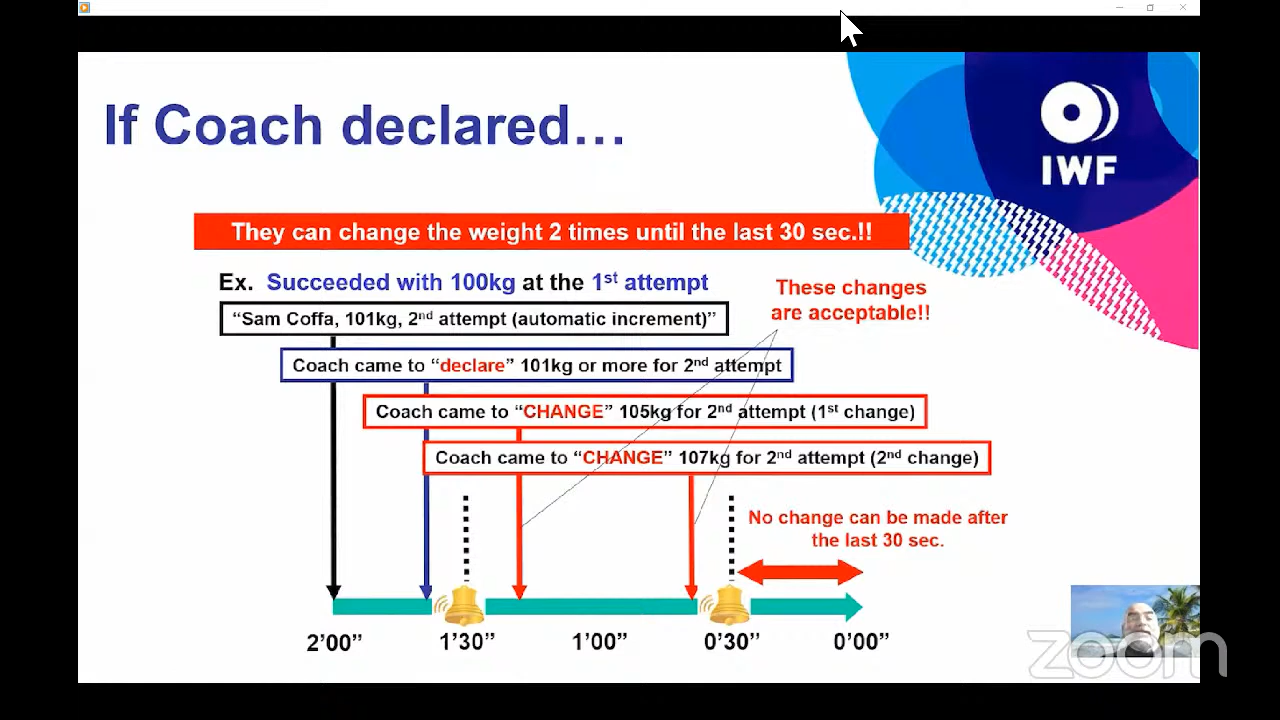 If Coach declared…
IWF
They can change the weight 2 times until the last 30 sec.!!
Ex. Succeeded with 100kg at the 1st attempt
These changes
are acceptable!!
“Sam Coffa, 101kg, 2nd attempt (automatic increment)”
Coach came to “declare” 101kg or more for 2nd attempt
Coach came to “CHANGE” 105kg for 2nd attempt (1st change)
Coach came to “CHANGE” 107kg for 2nd attempt (2nd change)
No change can be made after
the last 30 sec.
2’00” 1’30” 1’00” 0’30” 0’00”
zoom